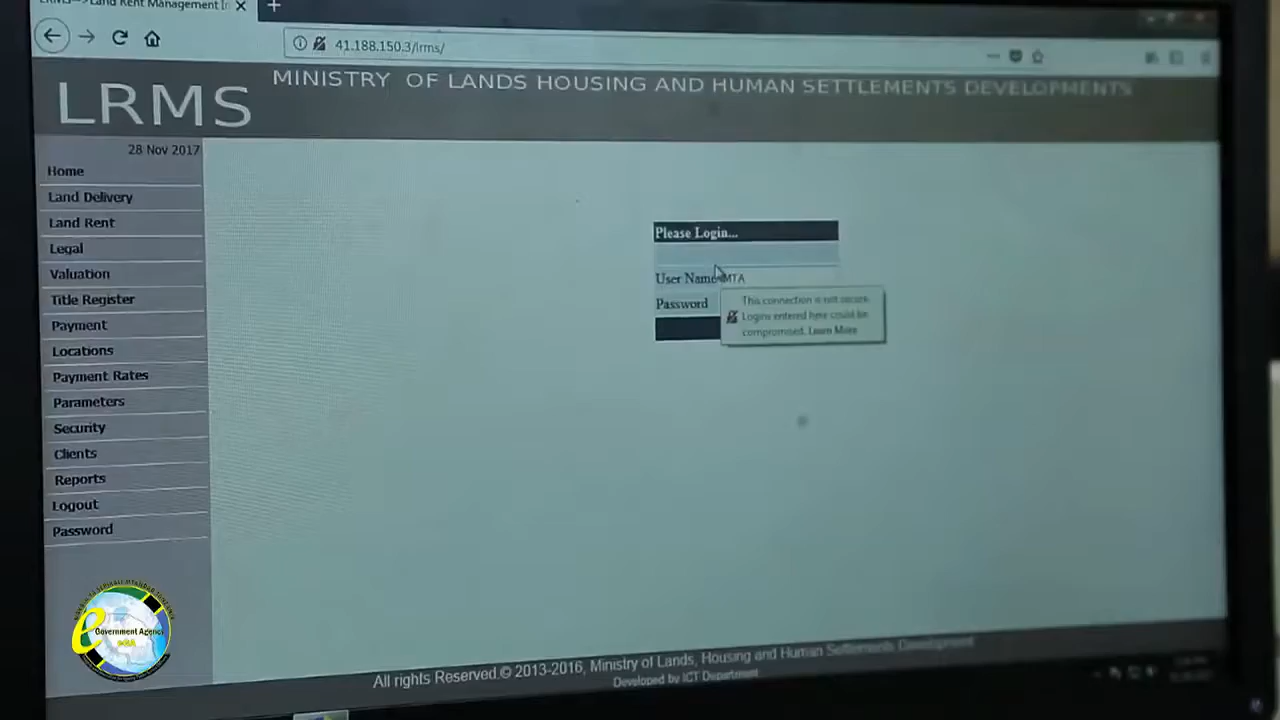 LRMS-->Land Rent Management I
41.188.150.3/lrms/
LRMS
MINISTRY OF LANDS HOUSING AND HUMAN SETTLEMENTS DEVELOPMENTS
28 Nov 2017
Home
Land Delivery
Land Rent
Legal
Valuation
Title Register
Payment
Locations
Payment Rates
Parameters
Security
Clients
Reports
Logout
Password
Please Login...
User Name MTA
Password
This connection is not secure.
Logins entered here could be
compromised. Learn More
e Government Agency
eGA
All rights Reserved.© 2013-2016, Ministry of Lands, Housing and Human Settlements Development
Developed by ICT Department